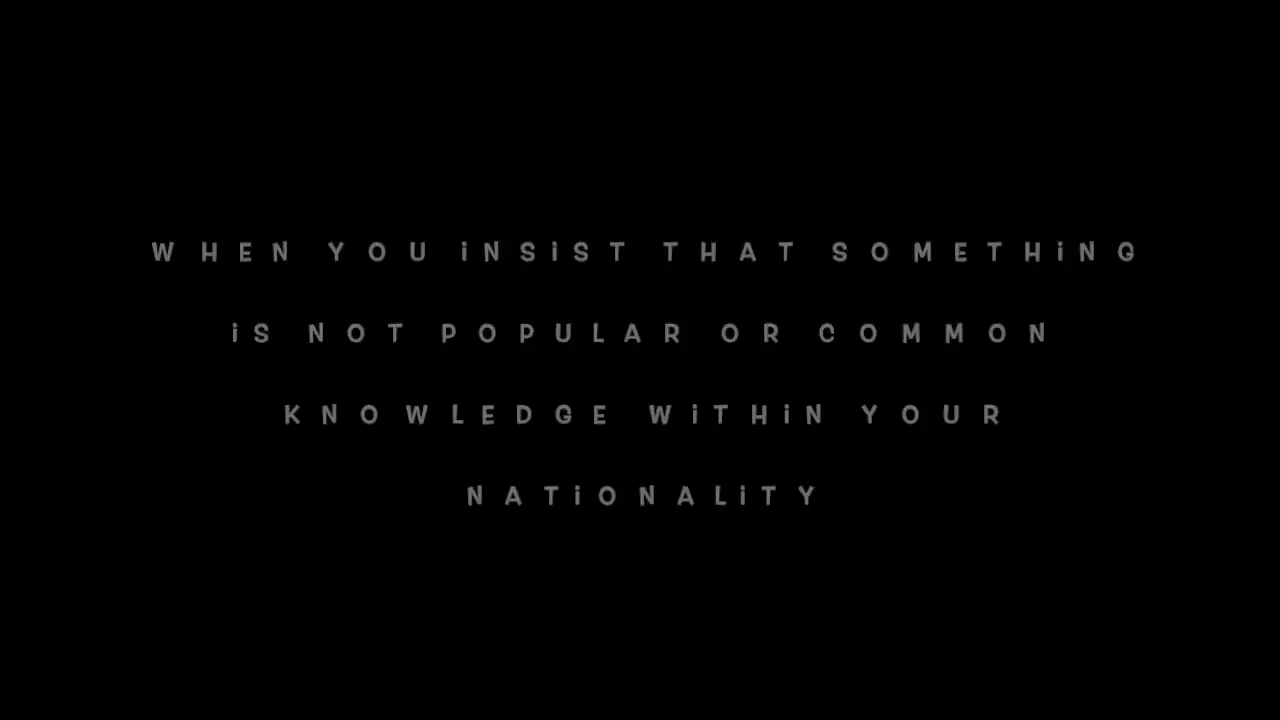 WHEN YOU iNSiST THAT SOMETHiNG
iS NOT POPULAR OR COMMON
KNOWLEDGE WiTHiN YOUR
NATiONALiTY